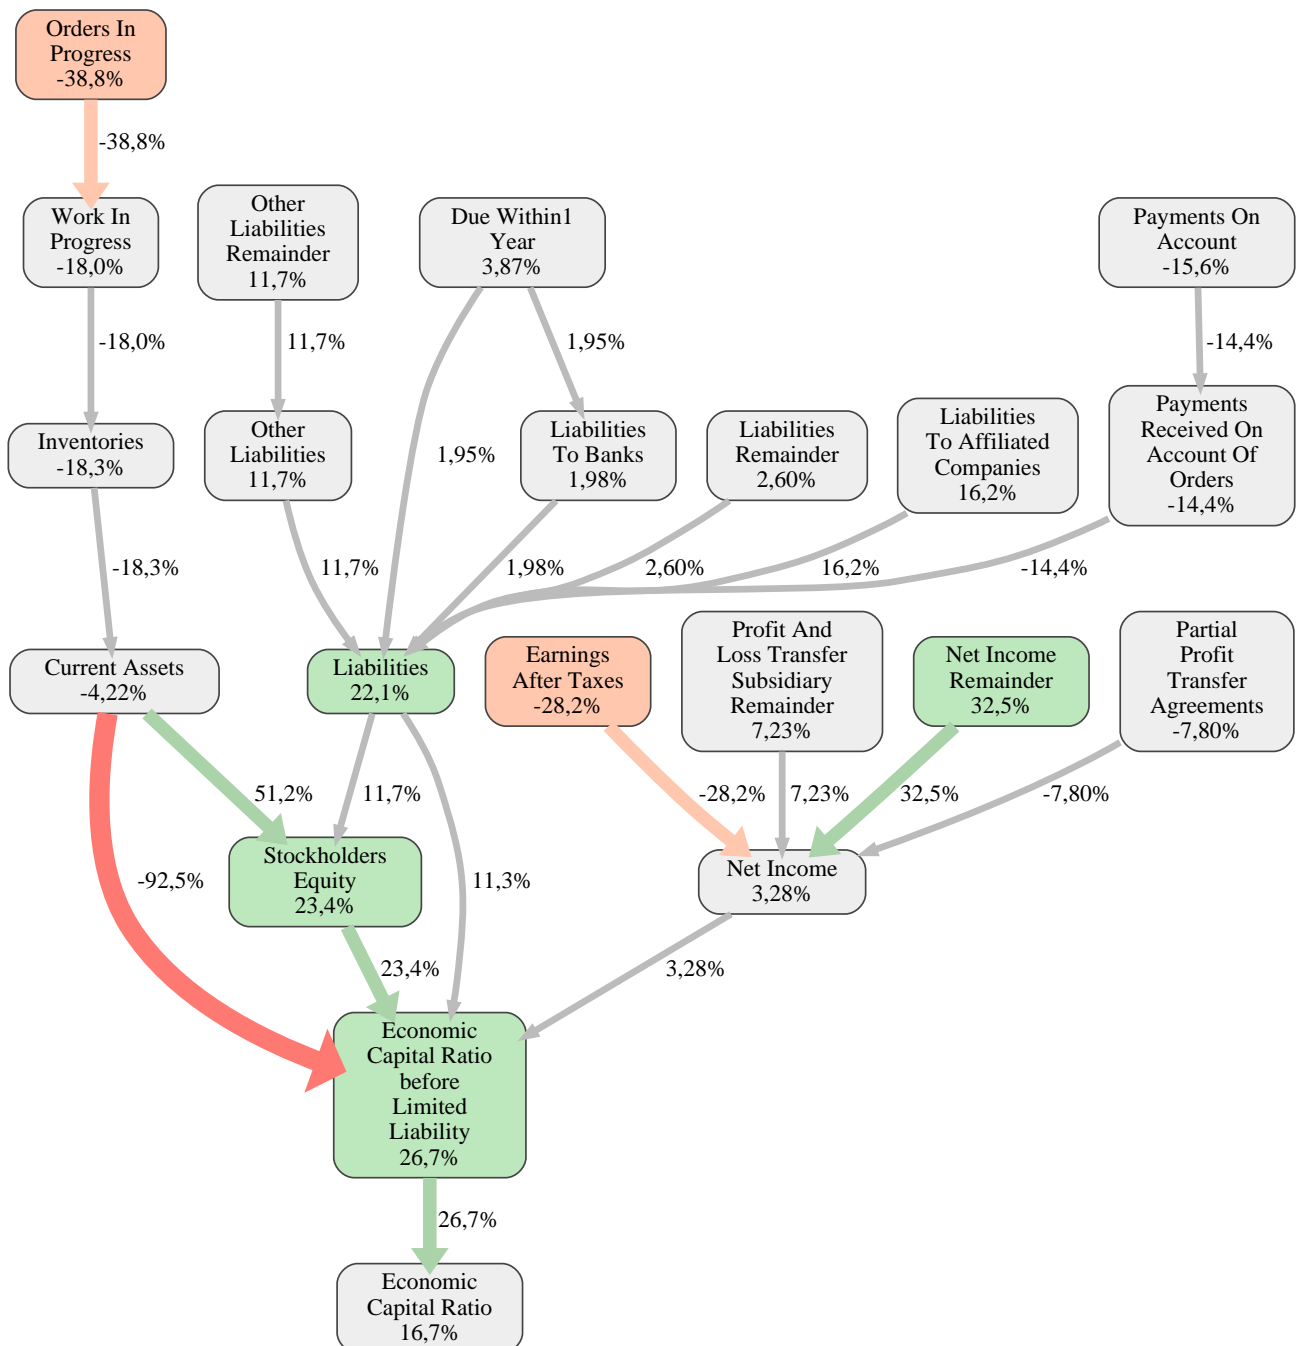 Orders In
Progress
-38,8%
-38,8%
Work In
Progress
-18,0%
Other
Liabilities
Remainder
11,7%
Due Within1
Year
3,87%
Payments On
Account
-15,6%
-18,0%
11,7%
1,95%
-14,4%
Inventories
-18,3%
Other
Liabilities
11,7%
1,95%
Liabilities
To Banks
1,98%
Liabilities
Remainder
2,60%
Liabilities
To Affiliated
Companies
16,2%
Payments
Received On
Account Of
Orders
-14,4%
-18,3%
11,7%
1,98%
2,60%
16,2%
-14,4%
Current Assets
-4,22%
Liabilities
22,1%
Earnings
After Taxes
-28,2%
Profit And
Loss Transfer
Subsidiary
Remainder
7,23%
Net Income
Remainder
32,5%
Partial
Profit
Transfer
Agreements
-7,80%
51,2%
11,7%
-28,2%
7,23%
32,5%
-7,80%
-92,5%
Stockholders
Equity
23,4%
11,3%
Net Income
3,28%
23,4%
3,28%
Economic
Capital Ratio
before
Limited
Liability
26,7%
26,7%
Economic
Capital Ratio
16,7%